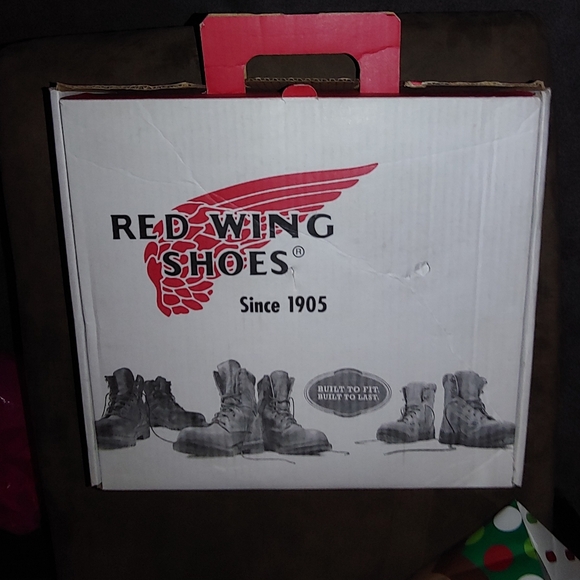 RED WING
SHOES®
Since 1905
BUILT TO FIT.
BUILT TO LAST.